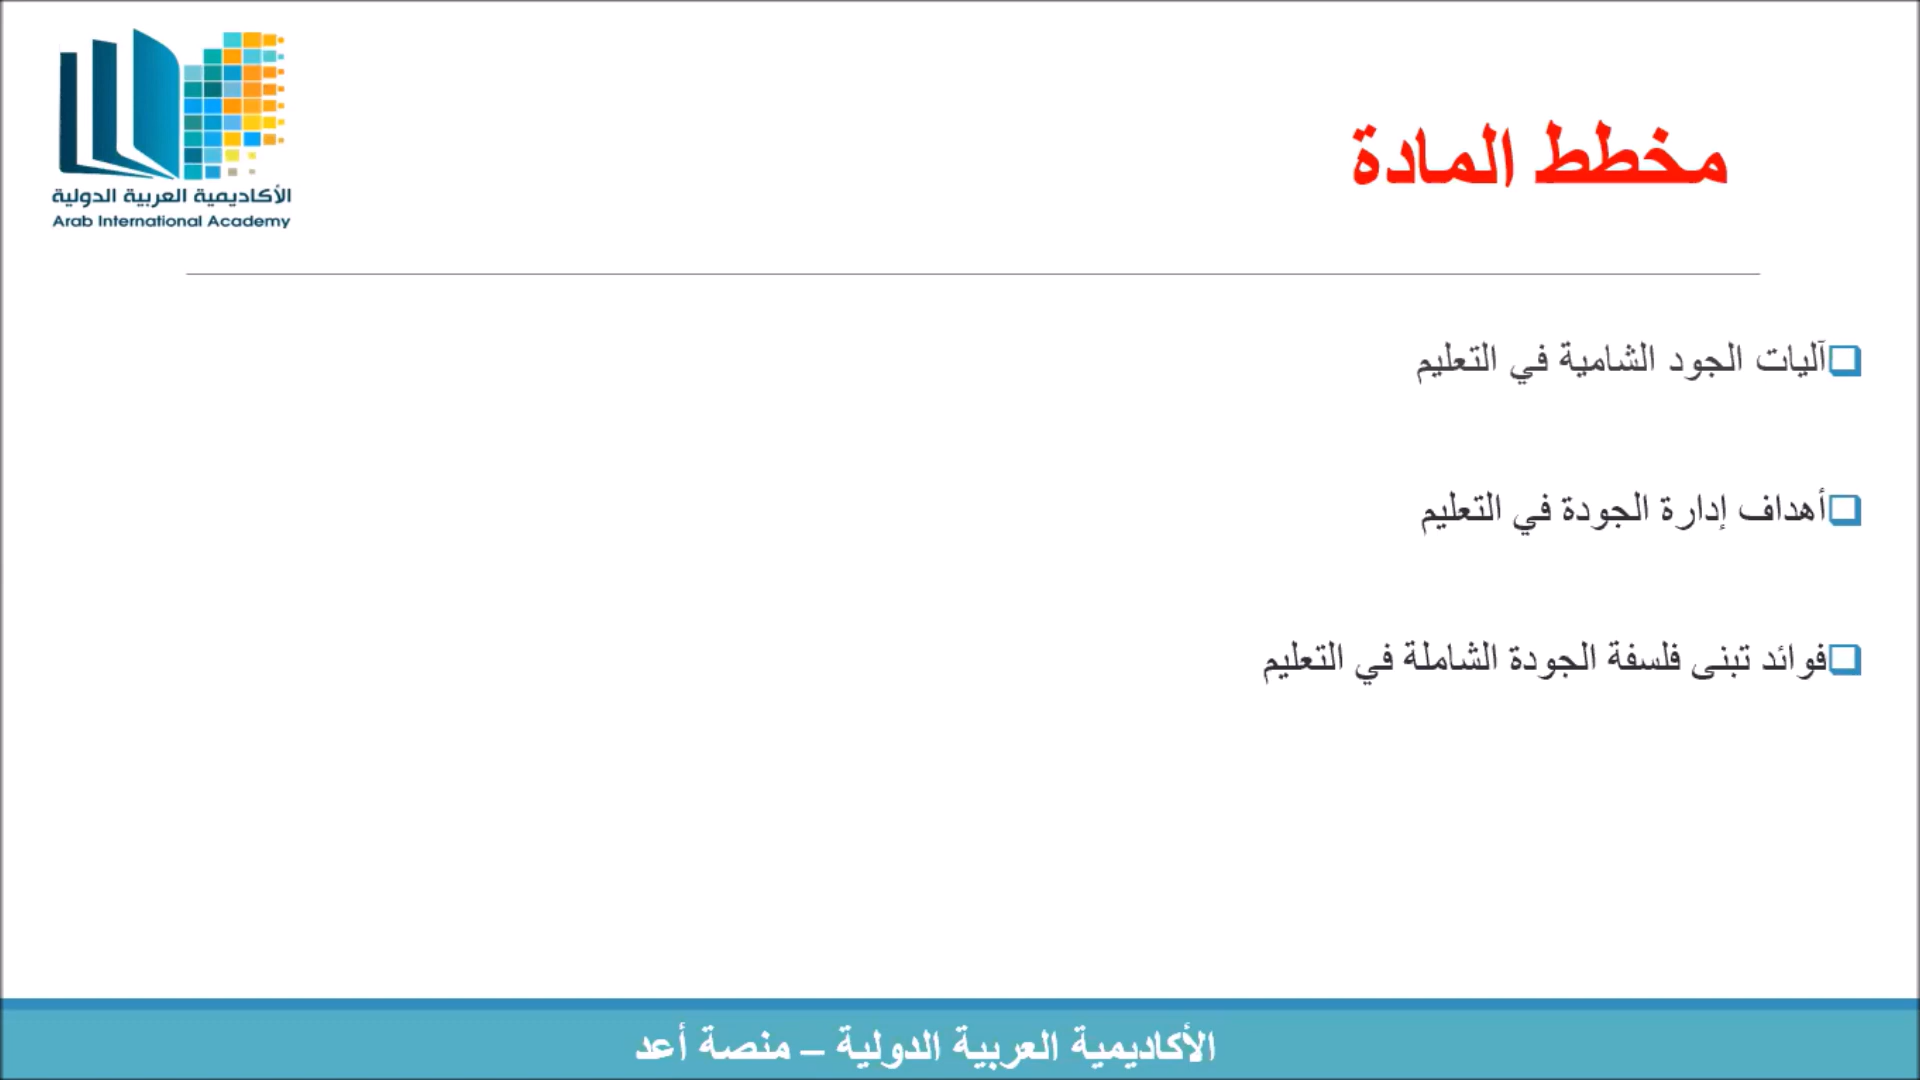 الأكاديمية العربية الدولية
Arab International Academy
مخطط المادة
آليات الجود الشامية في التعليم
أهداف إدارة الجودة في التعليم
فوائد تبنى فلسفة الجودة الشاملة في التعليم
الأكاديمية العربية الدولية – منصة أعد